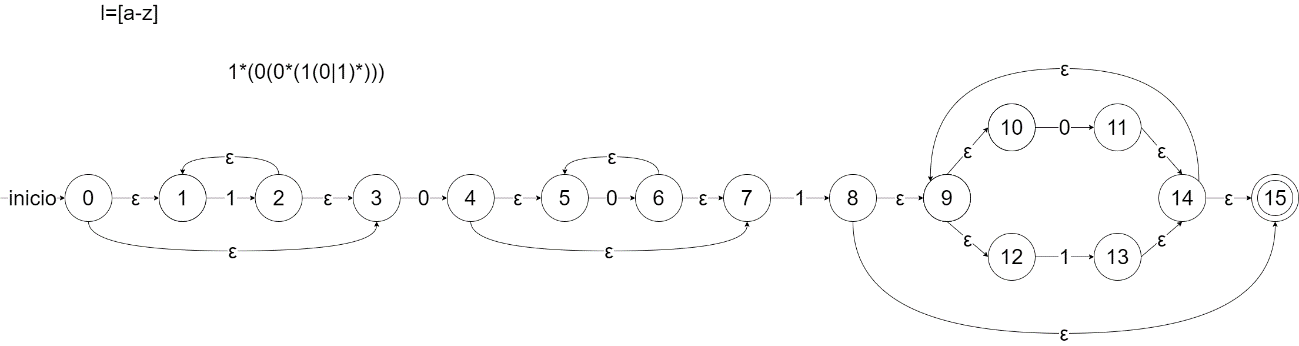 l=[a-z]
1*(0(0*(1(0|1)*)))
ε
10 0 11
ε ε
ε ε
inicio 0 ε 1 1 2 ε 3 0 4 ε 5 0 6 ε 7 1 8 ε 9 14 ε 15
ε ε
ε ε
12 1 13
ε